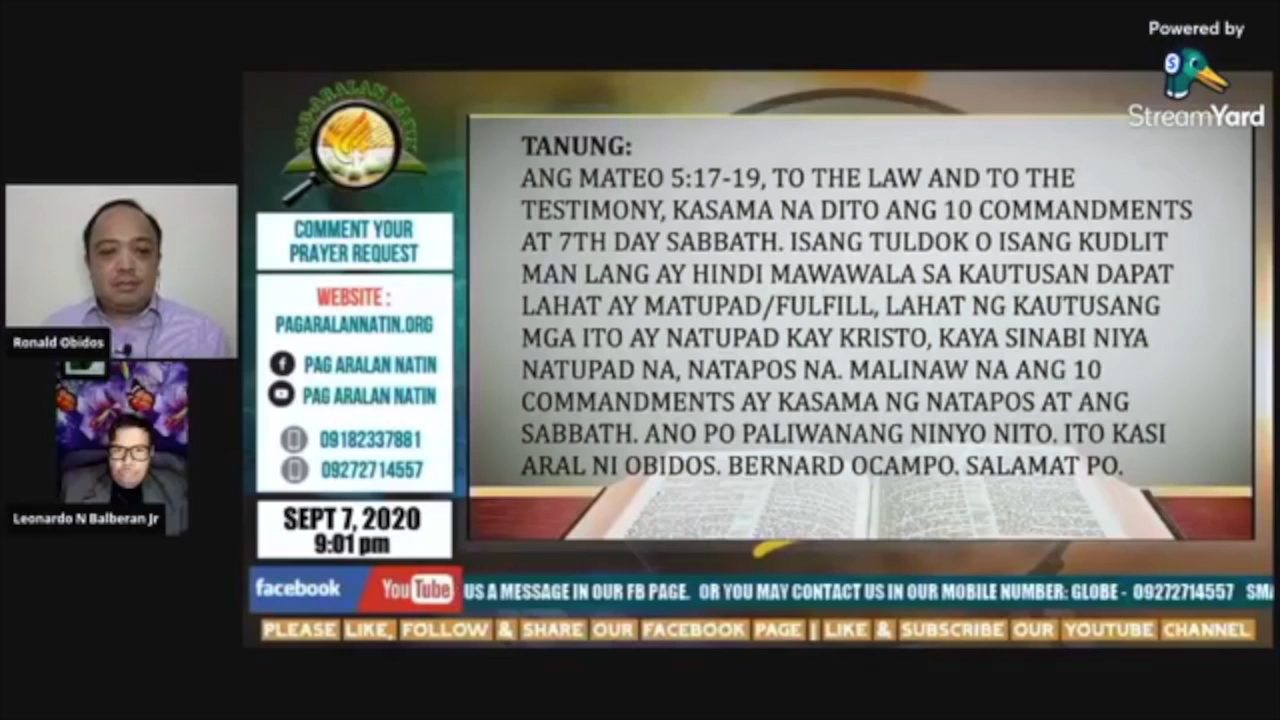 Powered by
StreamYard
PAG-ARALAN NATIN
COMMENT YOUR
PRAYER REQUEST
WEBSITE :
PAGARALANNATIN.ORG
PAG ARALAN NATIN
PAG ARALAN NATIN
09182337881
09272714557
SEPT 7, 2020
9:01 pm
TANUNG:
ANG MATEO 5:17-19, TO THE LAW AND TO THE
TESTIMONY, KASAMA NA DITO ANG 10 COMMANDMENTS
AT 7TH DAY SABBATH. ISANG TULDOK O ISANG KUDLIT
MAN LANG AY HINDI MAWAWALA SA KAUTUSAN DAPAT
LAHAT AY MATUPAD/FULFILL, LAHAT NG KAUTUSANG
MGA ITO AY NATUPAD KAY KRISTO, KAYA SINABI NIYA
NATUPAD NA, NATAPOS NA. MALINAW NA ANG 10
COMMANDMENTS AY KASAMA NG NATAPOS AT ANG
SABBATH. ANO PO PALIWANANG NINYO NITO. ITO KASI
ARAL NI OBIDOS. BERNARD OCAMPO. SALAMAT PO.
Ronald Obidos
Leonardo N Balberan Jr
facebook
YouTube
US A MESSAGE IN OUR FB PAGE. OR YOU MAY CONTACT US IN OUR MOBILE NUMBER: GLOBE - 09272714557
PLEASE LIKE, FOLLOW & SHARE OUR FACEBOOK PAGE | LIKE & SUBSCRIBE OUR YOUTUBE CHANNEL